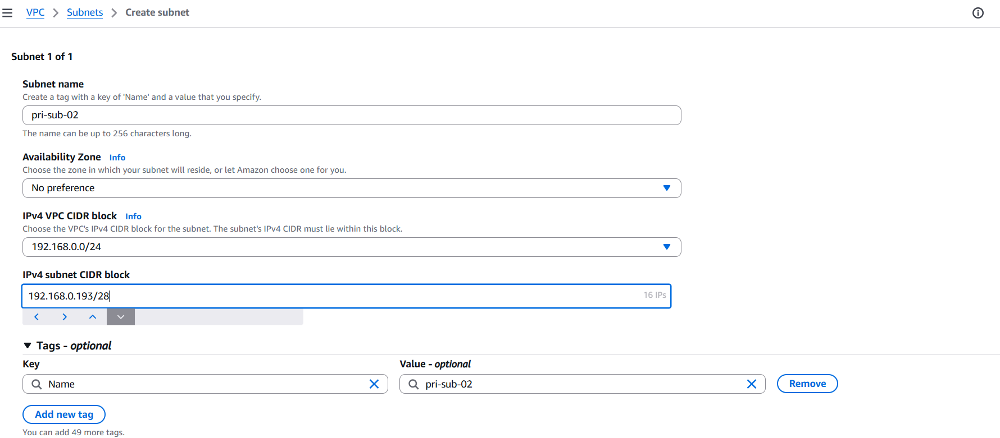 VPC > Subnets > Create subnet
Subnet 1 of 1
Subnet name
Create a tag with a key of 'Name' and a value that you specify.
pri-sub-02
The name can be up to 256 characters long.
Availability Zone Info
Choose the zone in which your subnet will reside, or let Amazon choose one for you.
No preference
IPv4 VPC CIDR block Info
Choose the VPC's IPv4 CIDR block for the subnet. The subnet's IPv4 CIDR must lie within this block.
192.168.0.0/24
IPv4 subnet CIDR block
192.168.0.193/28 16 IPs
Tags - optional
Key Value - optional
Name pri-sub-02 Remove
Add new tag
You can add 49 more tags.